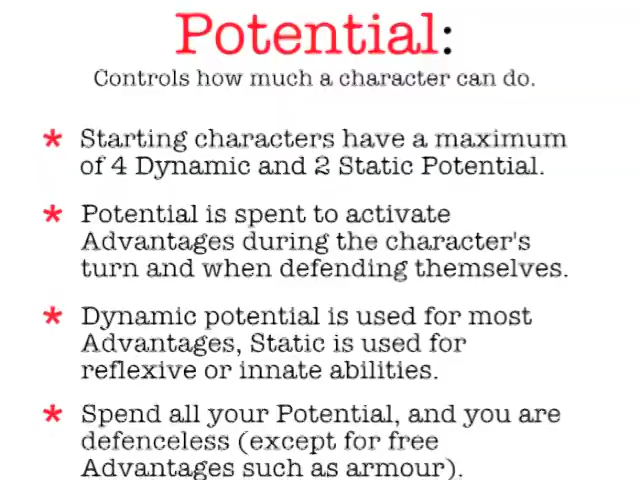 Potential:
Controls how much a character can do.
* Starting characters have a maximum
of 4 Dynamic and 2 Static Potential.
* Potential is spent to activate
Advantages during the character's
turn and when defending themselves.
* Dynamic potential is used for most
Advantages, Static is used for
reflexive or innate abilities.
* Spend all your Potential, and you are
defenceless (except for free
Advantages such as armour).